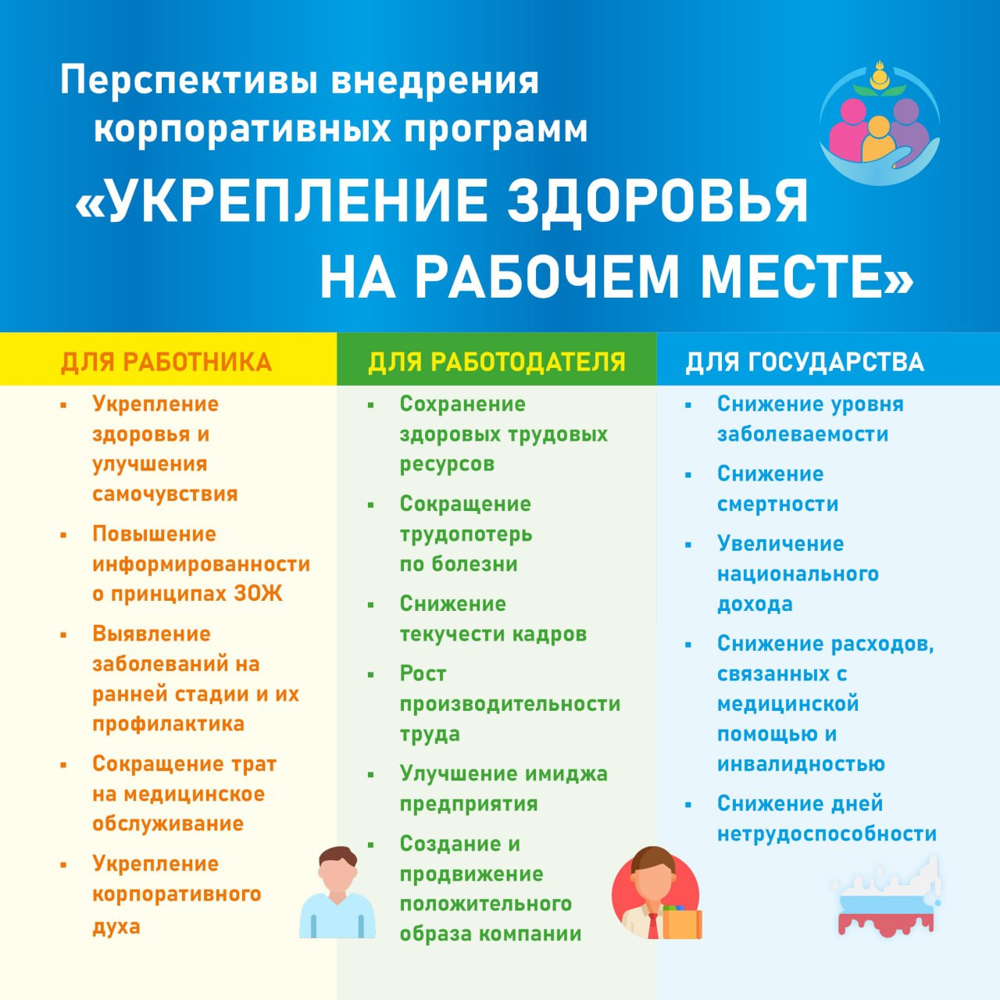 Перспективы внедрения
корпоративных программ
«УКРЕПЛЕНИЕ ЗДОРОВЬЯ
НА РАБОЧЕМ МЕСТЕ»
ДЛЯ РАБОТНИКА
▪ Укрепление
здоровья и
улучшения
самочувствия
▪ Повышение
информированности
о принципах ЗОЖ
▪ Выявление
заболеваний на
ранней стадии и их
профилактика
▪ Сокращение трат
на медицинское
обслуживание
▪ Укрепление
корпоративного
духа
ДЛЯ РАБОТОДАТЕЛЯ
▪ Сохранение
здоровых трудовых
ресурсов
▪ Сокращение
трудопотерь
по болезни
▪ Снижение
текучести кадров
▪ Рост
производительности
труда
▪ Улучшение имиджа
предприятия
▪ Создание и
продвижение
положительного
образа компании
ДЛЯ ГОСУДАРСТВА
▪ Снижение уровня
заболеваемости
▪ Снижение
смертности
▪ Увеличение
национального
дохода
▪ Снижение расходов,
связанных с
медицинской
помощью и
инвалидностью
▪ Снижение дней
нетрудоспособности